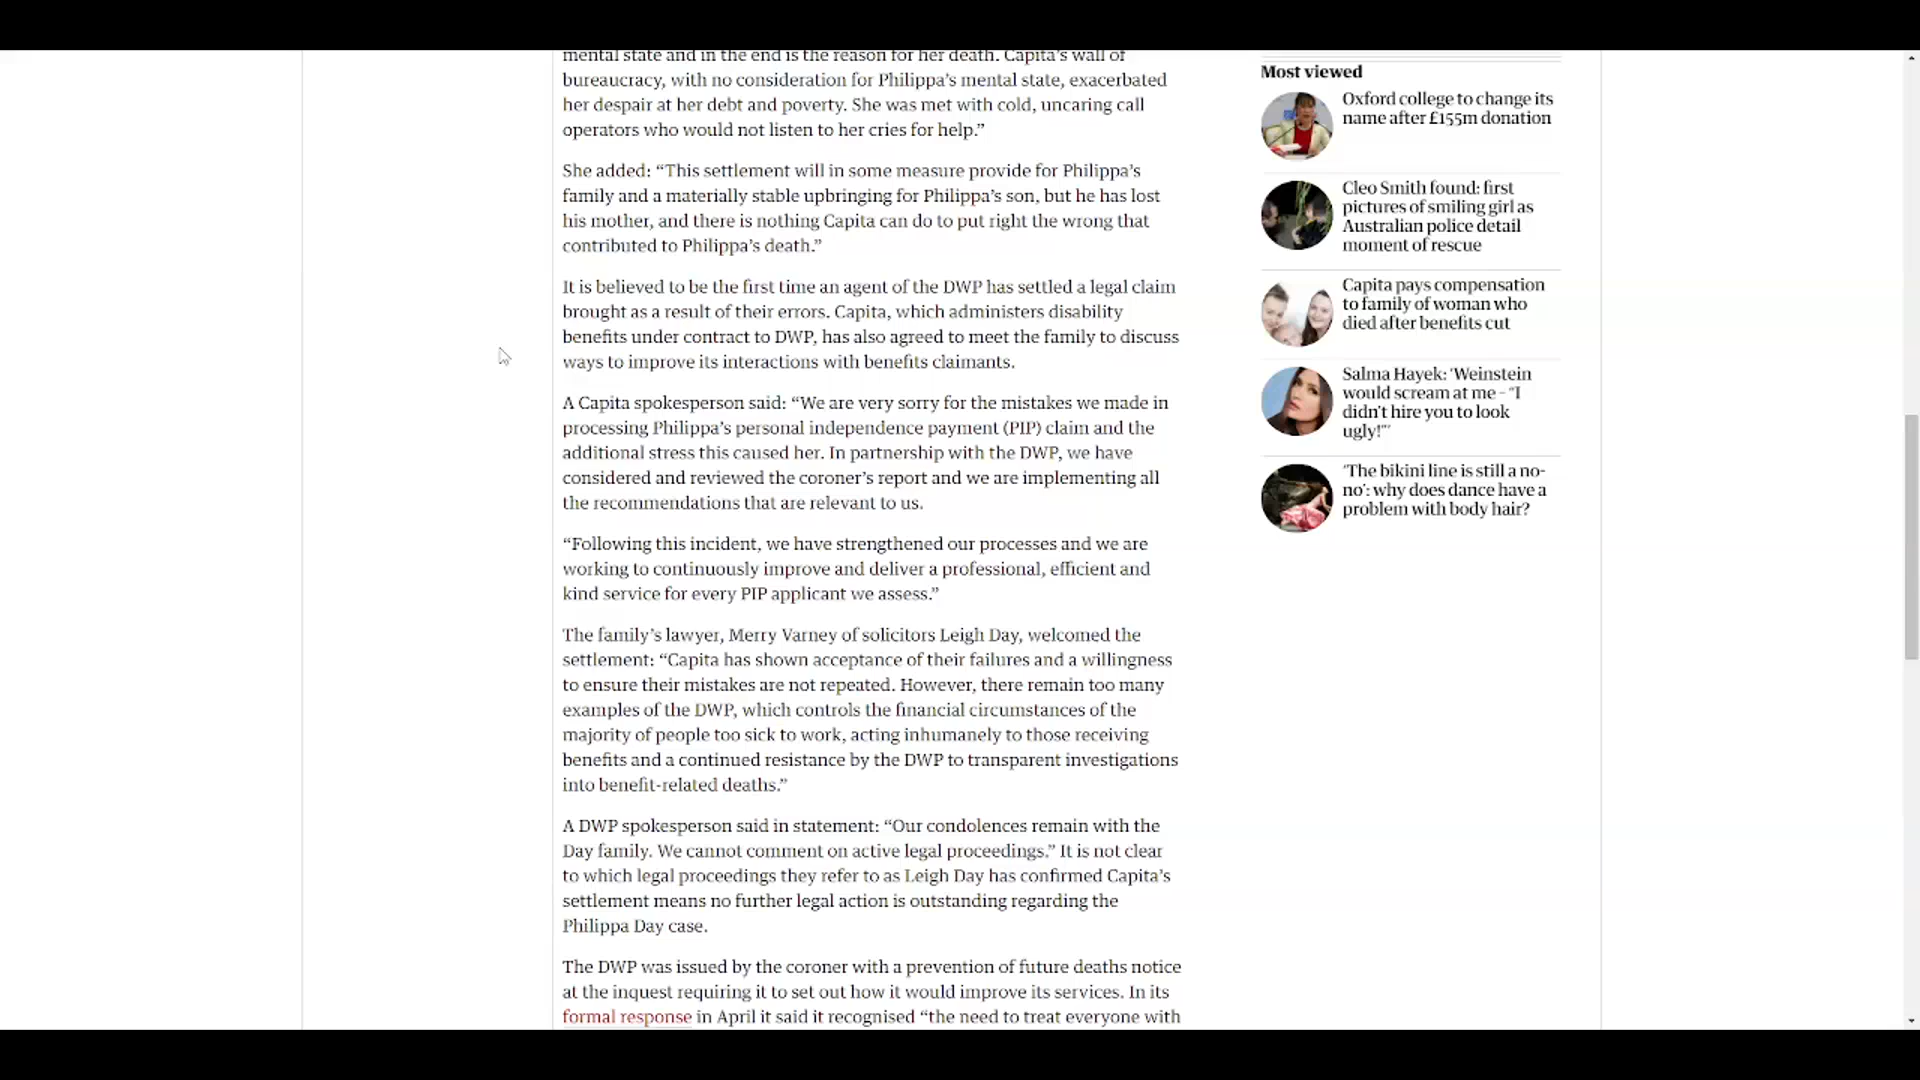 mental state and in the end is the reason for her death. Capita’s wall of
bureaucracy, with no consideration for Philippa’s mental state, exacerbated
her despair at her debt and poverty. She was met with cold, uncaring call
operators who would not listen to her cries for help.”
She added: “This settlement will in some measure provide for Philippa’s
family and a materially stable upbringing for Philippa’s son, but he has lost
his mother, and there is nothing Capita can do to put right the wrong that
contributed to Philippa’s death.”
It is believed to be the first time an agent of the DWP has settled a legal claim
brought as a result of their errors. Capita, which administers disability
benefits under contract to DWP, has also agreed to meet the family to discuss
ways to improve its interactions with benefits claimants.
A Capita spokesperson said: “We are very sorry for the mistakes we made in
processing Philippa’s personal independence payment (PIP) claim and the
additional stress this caused her. In partnership with the DWP, we have
considered and reviewed the coroner’s report and we are implementing all
the recommendations that are relevant to us.
“Following this incident, we have strengthened our processes and we are
working to continuously improve and deliver a professional, efficient and
kind service for every PIP applicant we assess.”
The family’s lawyer, Merry Varney of solicitors Leigh Day, welcomed the
settlement: “Capita has shown acceptance of their failures and a willingness
to ensure their mistakes are not repeated. However, there remain too many
examples of the DWP, which controls the financial circumstances of the
majority of people too sick to work, acting inhumanely to those receiving
benefits and a continued resistance by the DWP to transparent investigations
into benefit-related deaths.”
A DWP spokesperson said in statement: “Our condolences remain with the
Day family. We cannot comment on active legal proceedings.” It is not clear
to which legal proceedings they refer to as Leigh Day has confirmed Capita’s
settlement means no further legal action is outstanding regarding the
Philippa Day case.
The DWP was issued by the coroner with a prevention of future deaths notice
at the inquest requiring it to set out how it would improve its services. In its
formal response in April it said it recognised “the need to treat everyone with
Most viewed
Oxford college to change its
name after £155m donation
Cleo Smith found: first
pictures of smiling girl as
Australian police detail
moment of rescue
Capita pays compensation
to family of woman who
died after benefits cut
Salma Hayek: ‘Weinstein
would scream at me – “I
didn’t hire you to look
ugly!”’
‘The bikini line is still a no-
no’: why does dance have a
problem with body hair?